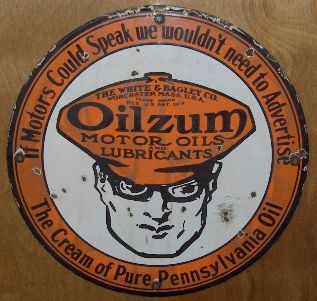 If Motors Could Speak we wouldn't need to Advertise
THE WHITE & BAGLEY CO.
WORCESTER, MASS. U.S.A.
TRADE MARK
REG. U.S. PAT. OFF.
Oilzum
MOTOR OILS
AND
LUBRICANTS
The Cream of Pure Pennsylvania Oil